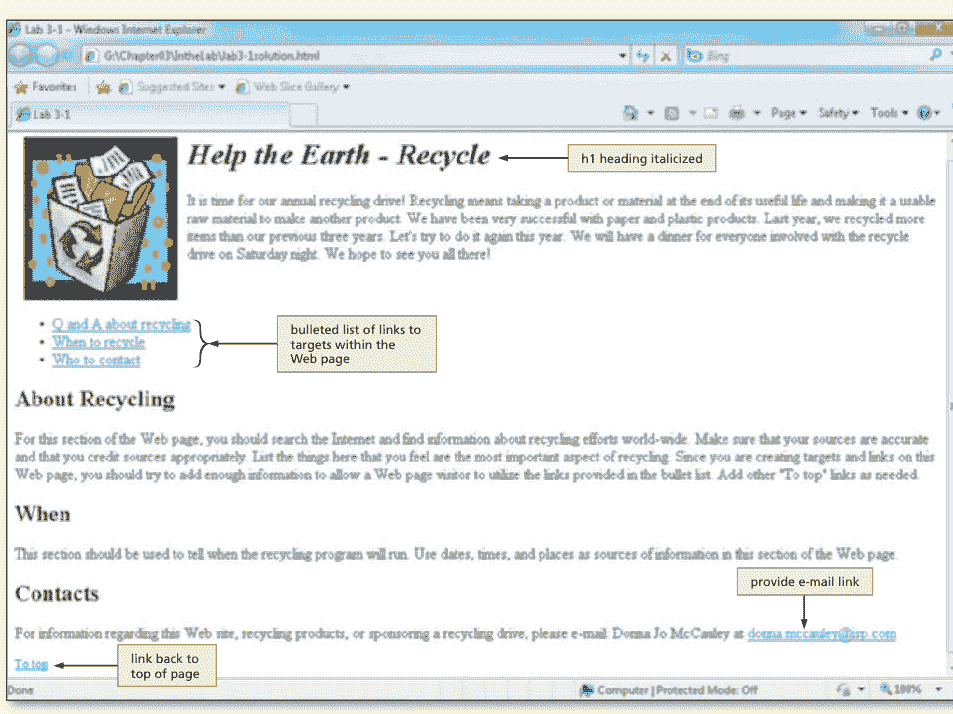 Lab 3-1 - Windows Internet Explorer
G:\Chapter03\IntheLab\lab3-1solution.html
Bing
Favorites
Suggested Sites
Web Slice Gallery
Lab 3-1
Page
Safety
Tools
Help the Earth - Recycle
h1 heading italicized
It is time for our annual recycling drive! Recycling means taking a product or material at the end of its useful life and making it a usable
raw material to make another product. We have been very successful with paper and plastic products. Last year, we recycled more
items than our previous three years. Let's try to do it again this year. We will have a dinner for everyone involved with the recycle
drive on Saturday night. We hope to see you all there!
• Q and A about recycling
• When to recycle
• Who to contact
bulleted list of links to
targets within the
Web page
About Recycling
For this section of the Web page, you should search the Internet and find information about recycling efforts world-wide. Make sure that your sources are accurate
and that you credit sources appropriately. List the things here that you feel are the most important aspect of recycling. Since you are creating targets and links on this
Web page, you should try to add enough information to allow a Web page visitor to utilize the links provided in the bullet list. Add other "To top" links as needed.
When
This section should be used to tell when the recycling program will run. Use dates, times, and places as sources of information in this section of the Web page.
provide e-mail link
Contacts
For information regarding this Web site, recycling products, or sponsoring a recycling drive, please e-mail Donna Jo McCauley at donna.mccauley@isp.com
To top
link back to
top of page
Done
Computer | Protected Mode: Off
100%